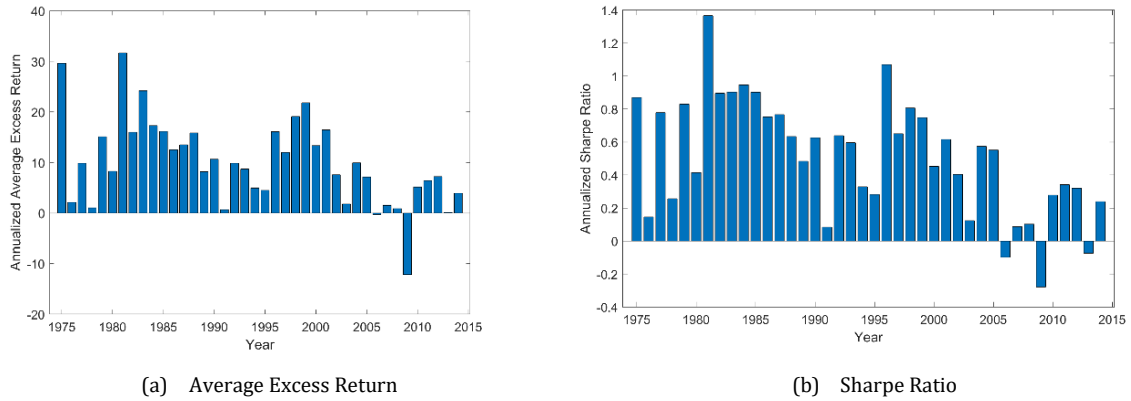 40
30
20
10
0
-10
-20
Annualized Average Excess Return
1975 1980 1985 1990 1995 2000 2005 2010 2015
Year
(a) Average Excess Return
1.4
1.2
1
0.8
0.6
0.4
0.2
0
-0.2
-0.4
Annualized Sharpe Ratio
1975 1980 1985 1990 1995 2000 2005 2010 2015
Year
(b) Sharpe Ratio